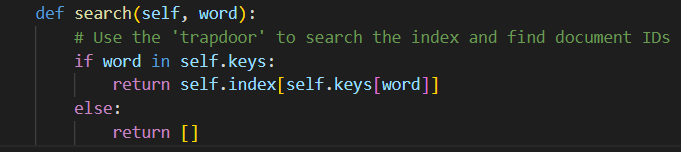 def search(self, word):
    # Use the 'trapdoor' to search the index and find document IDs
    if word in self.keys:
        return self.index[self.keys[word]]
    else:
        return []